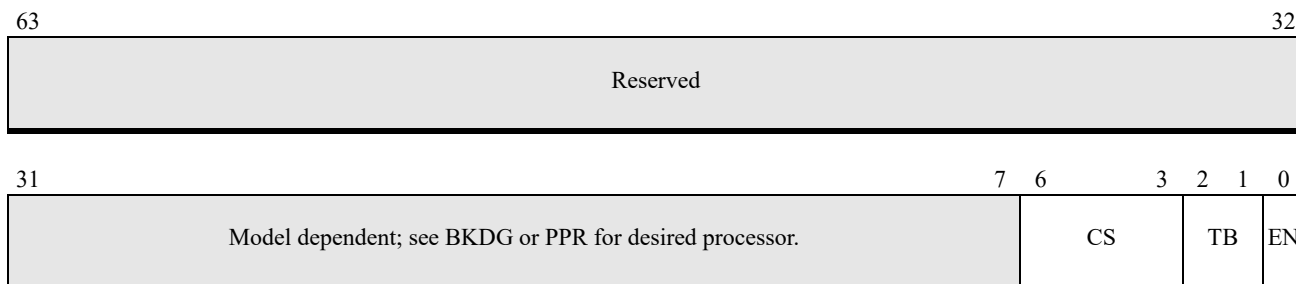 63 32
Reserved
31 7 6 3 2 1 0
Model dependent; see BKDG or PPR for desired processor. CS TB EN